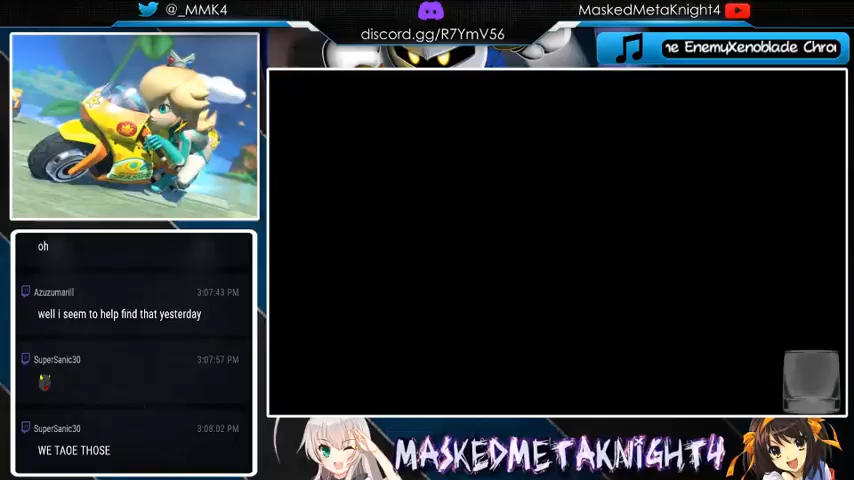 @_MMK4
discord.gg/R7YmV56
MaskedMetaKnight4
ne EnemyXenoblade Chro
oh
Azuzumarill 3:07:43 PM
well i seem to help find that yesterday
SuperSanic30 3:07:57 PM
SuperSanic30 3:08:02 PM
WE TAOE THOSE
MASKEDMETAKNIGHT4